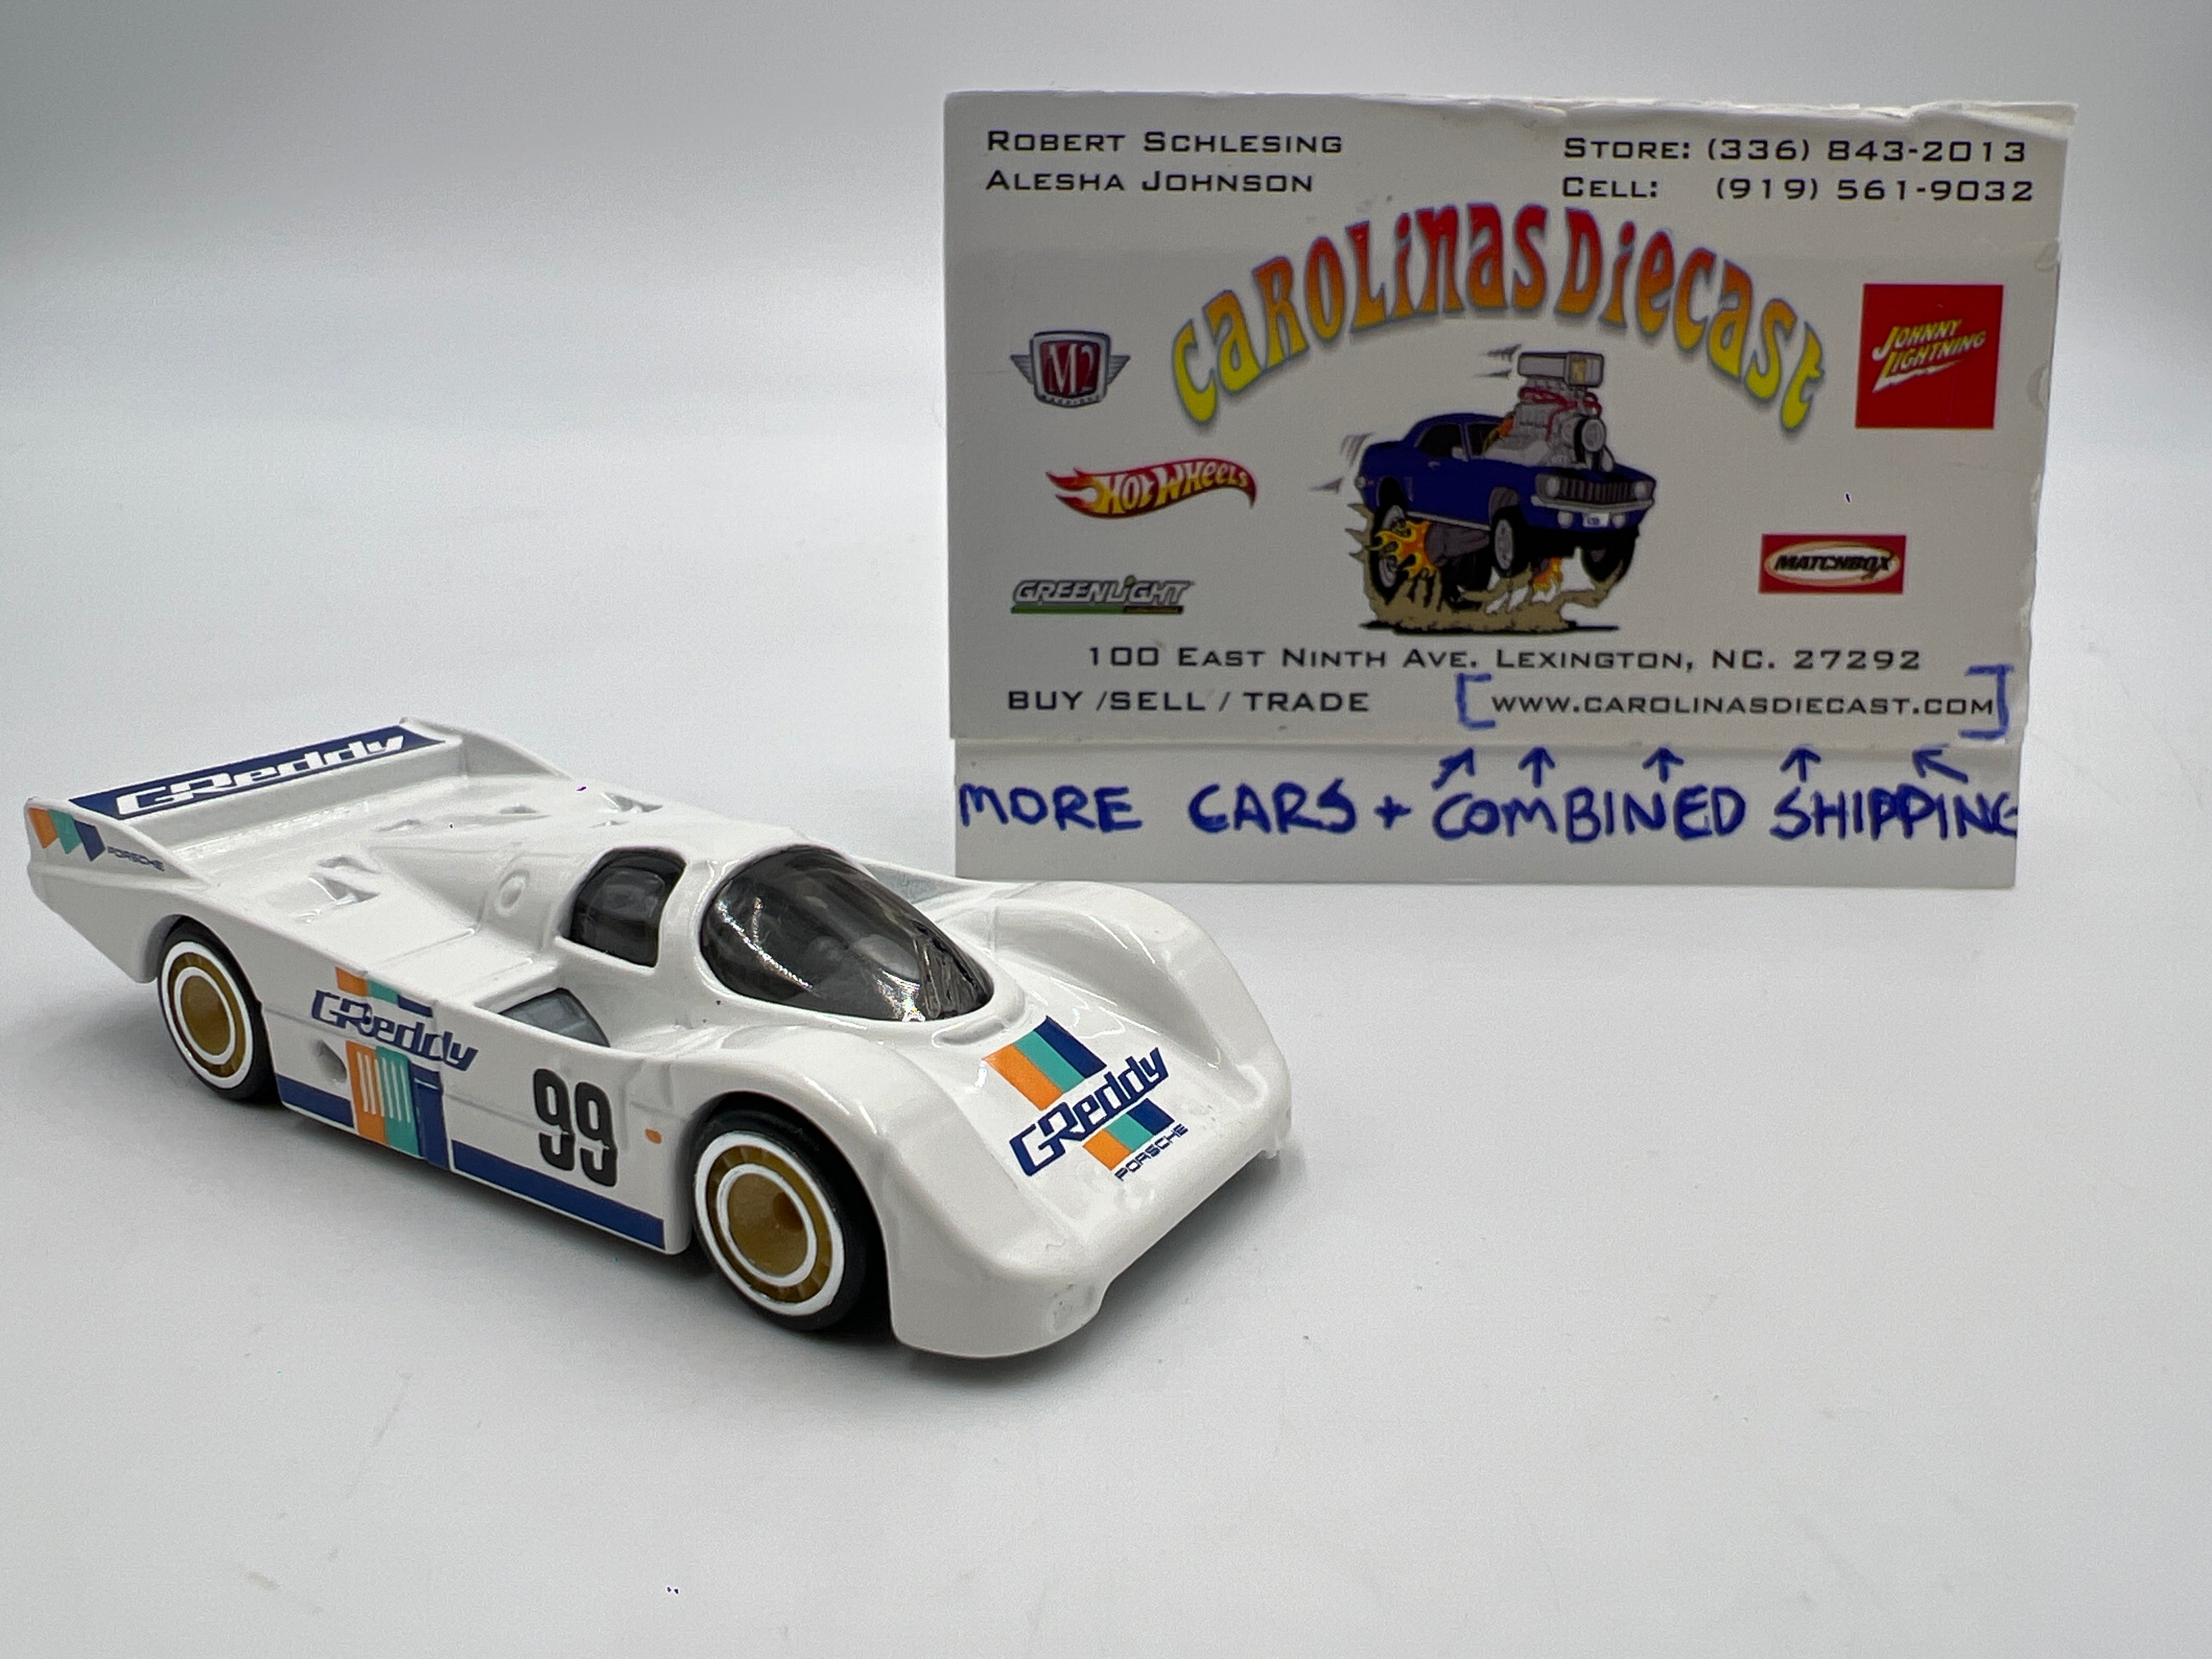 ROBERT SCHLESING
ALESHA JOHNSON
STORE: (336) 843-2013
CELL: (919) 561-9032
CAROLINAS DIECAST
M2
JOHNNY LIGHTNING
HOT WHEELS
MATCHBOX
GREENLIGHT
100 EAST NINTH AVE. LEXINGTON, NC. 27292
BUY /SELL / TRADE
[WWW.CAROLINASDIECAST.COM]
MORE CARS + COMBINED SHIPPING
GReddy
PORSCHE
GReddy
99
GReddy
PORSCHE